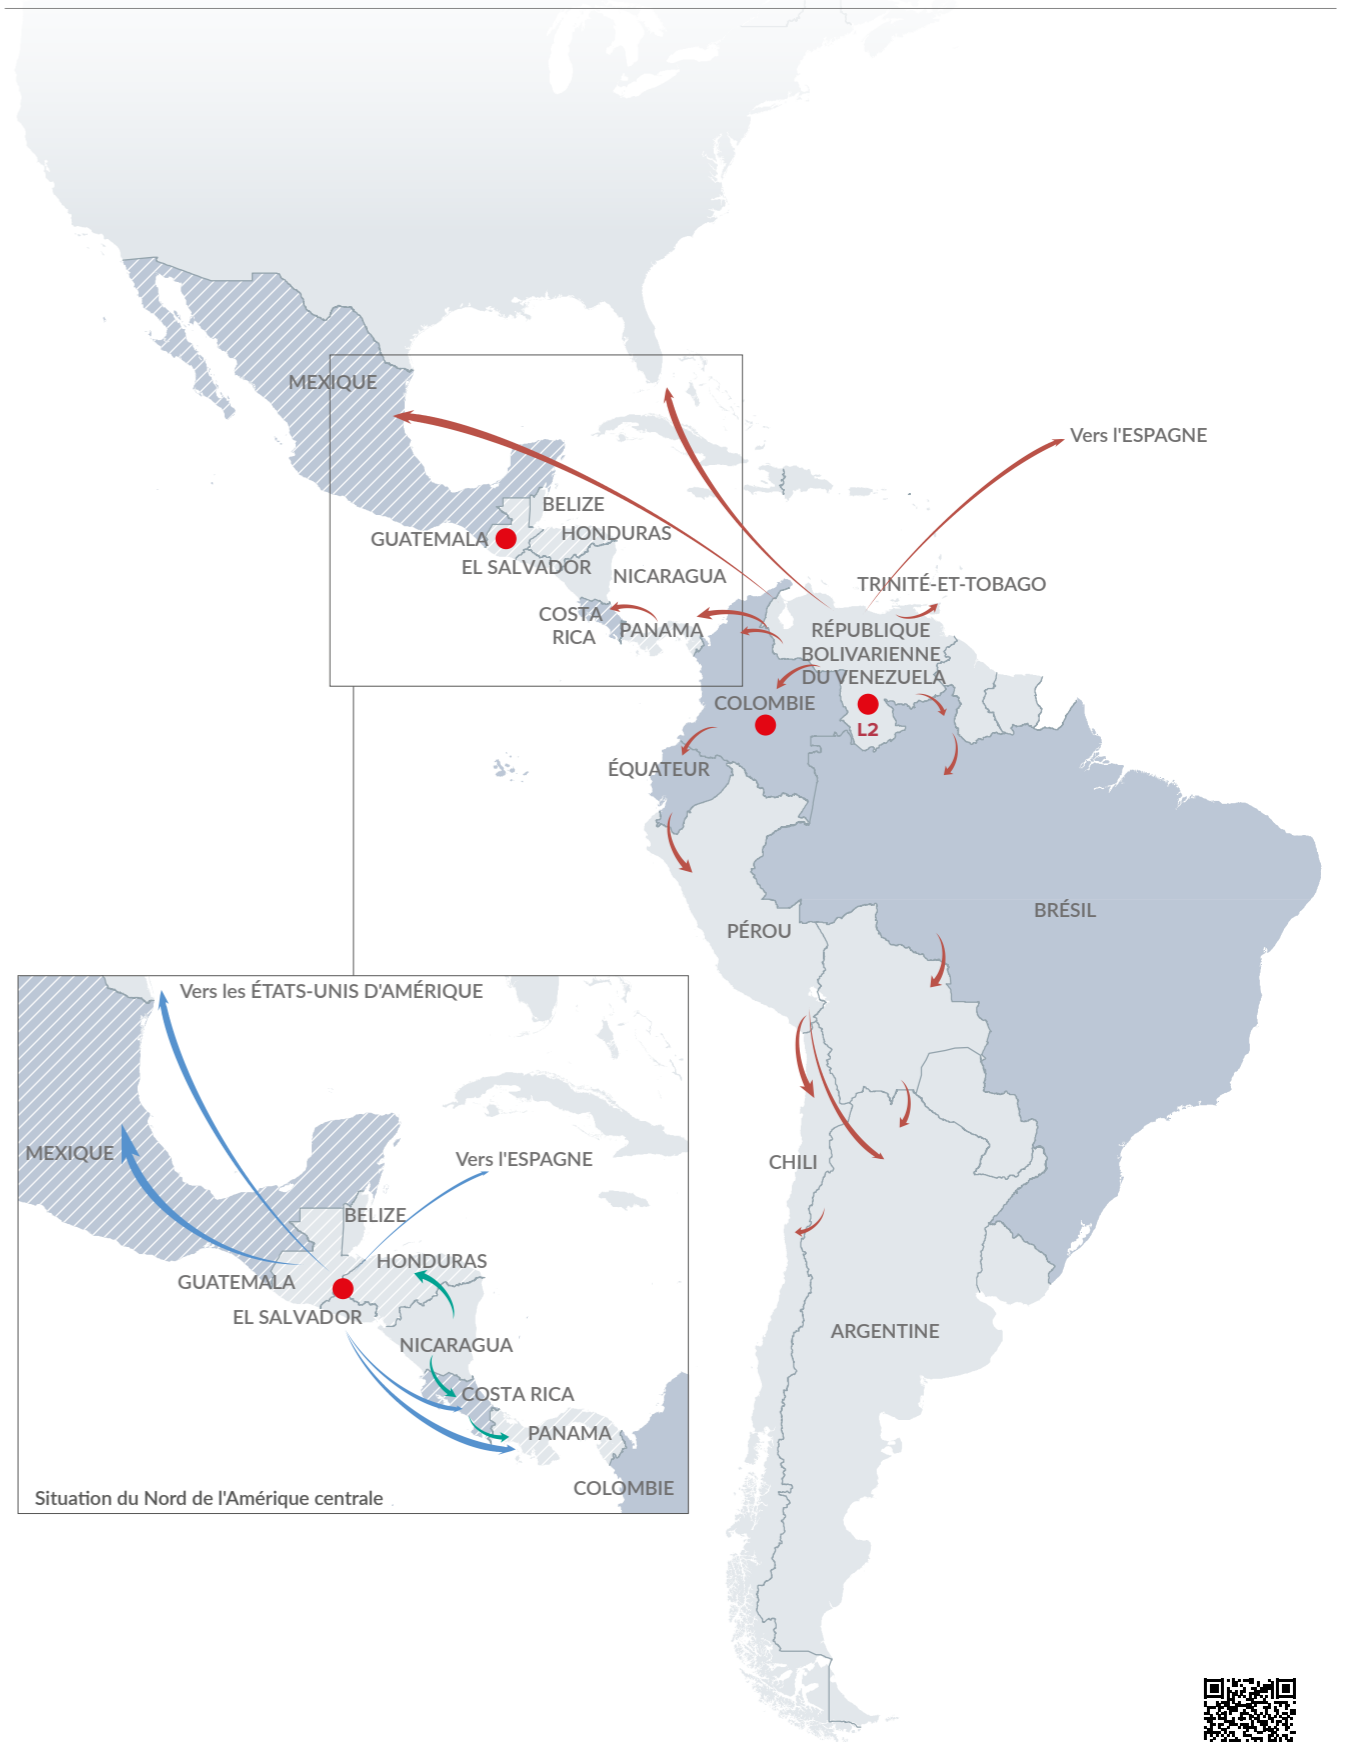 MEXIQUE
Vers l'ESPAGNE
BELIZE
HONDURAS
GUATEMALA
EL SALVADOR
NICARAGUA
TRINITÉ-ET-TOBAGO
COSTA
RICA
PANAMA
RÉPUBLIQUE
BOLIVARIENNE
DU VENEZUELA
COLOMBIE
L2
ÉQUATEUR
BRÉSIL
PÉROU
CHILI
ARGENTINE
Vers les ÉTATS-UNIS D'AMÉRIQUE
MEXIQUE
Vers l'ESPAGNE
BELIZE
HONDURAS
GUATEMALA
EL SALVADOR
NICARAGUA
COSTA RICA
PANAMA
COLOMBIE
Situation du Nord de l'Amérique centrale